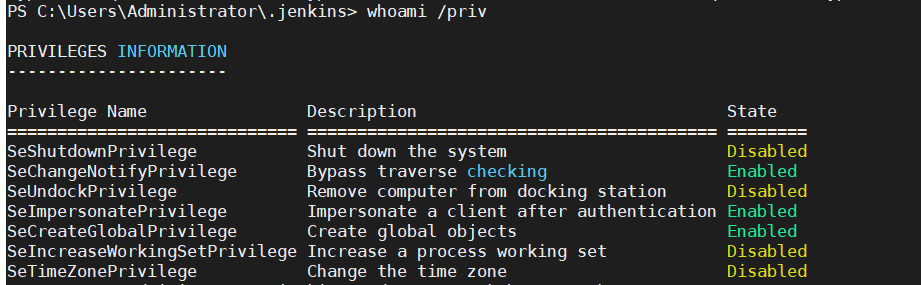 PS C:\Users\Administrator\.jenkins> whoami /priv
PRIVILEGES INFORMATION
----------------------
Privilege Name Description State
============================= ========================================= ========
SeShutdownPrivilege Shut down the system Disabled
SeChangeNotifyPrivilege Bypass traverse checking Enabled
SeUndockPrivilege Remove computer from docking station Disabled
SeImpersonatePrivilege Impersonate a client after authentication Enabled
SeCreateGlobalPrivilege Create global objects Enabled
SeIncreaseWorkingSetPrivilege Increase a process working set Disabled
SeTimeZonePrivilege Change the time zone Disabled